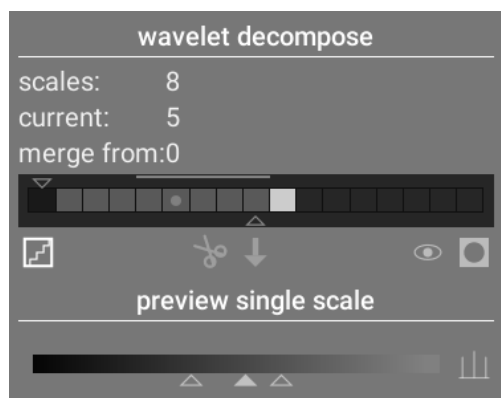 wavelet decompose
scales: 8
current: 5
merge from:0
preview single scale